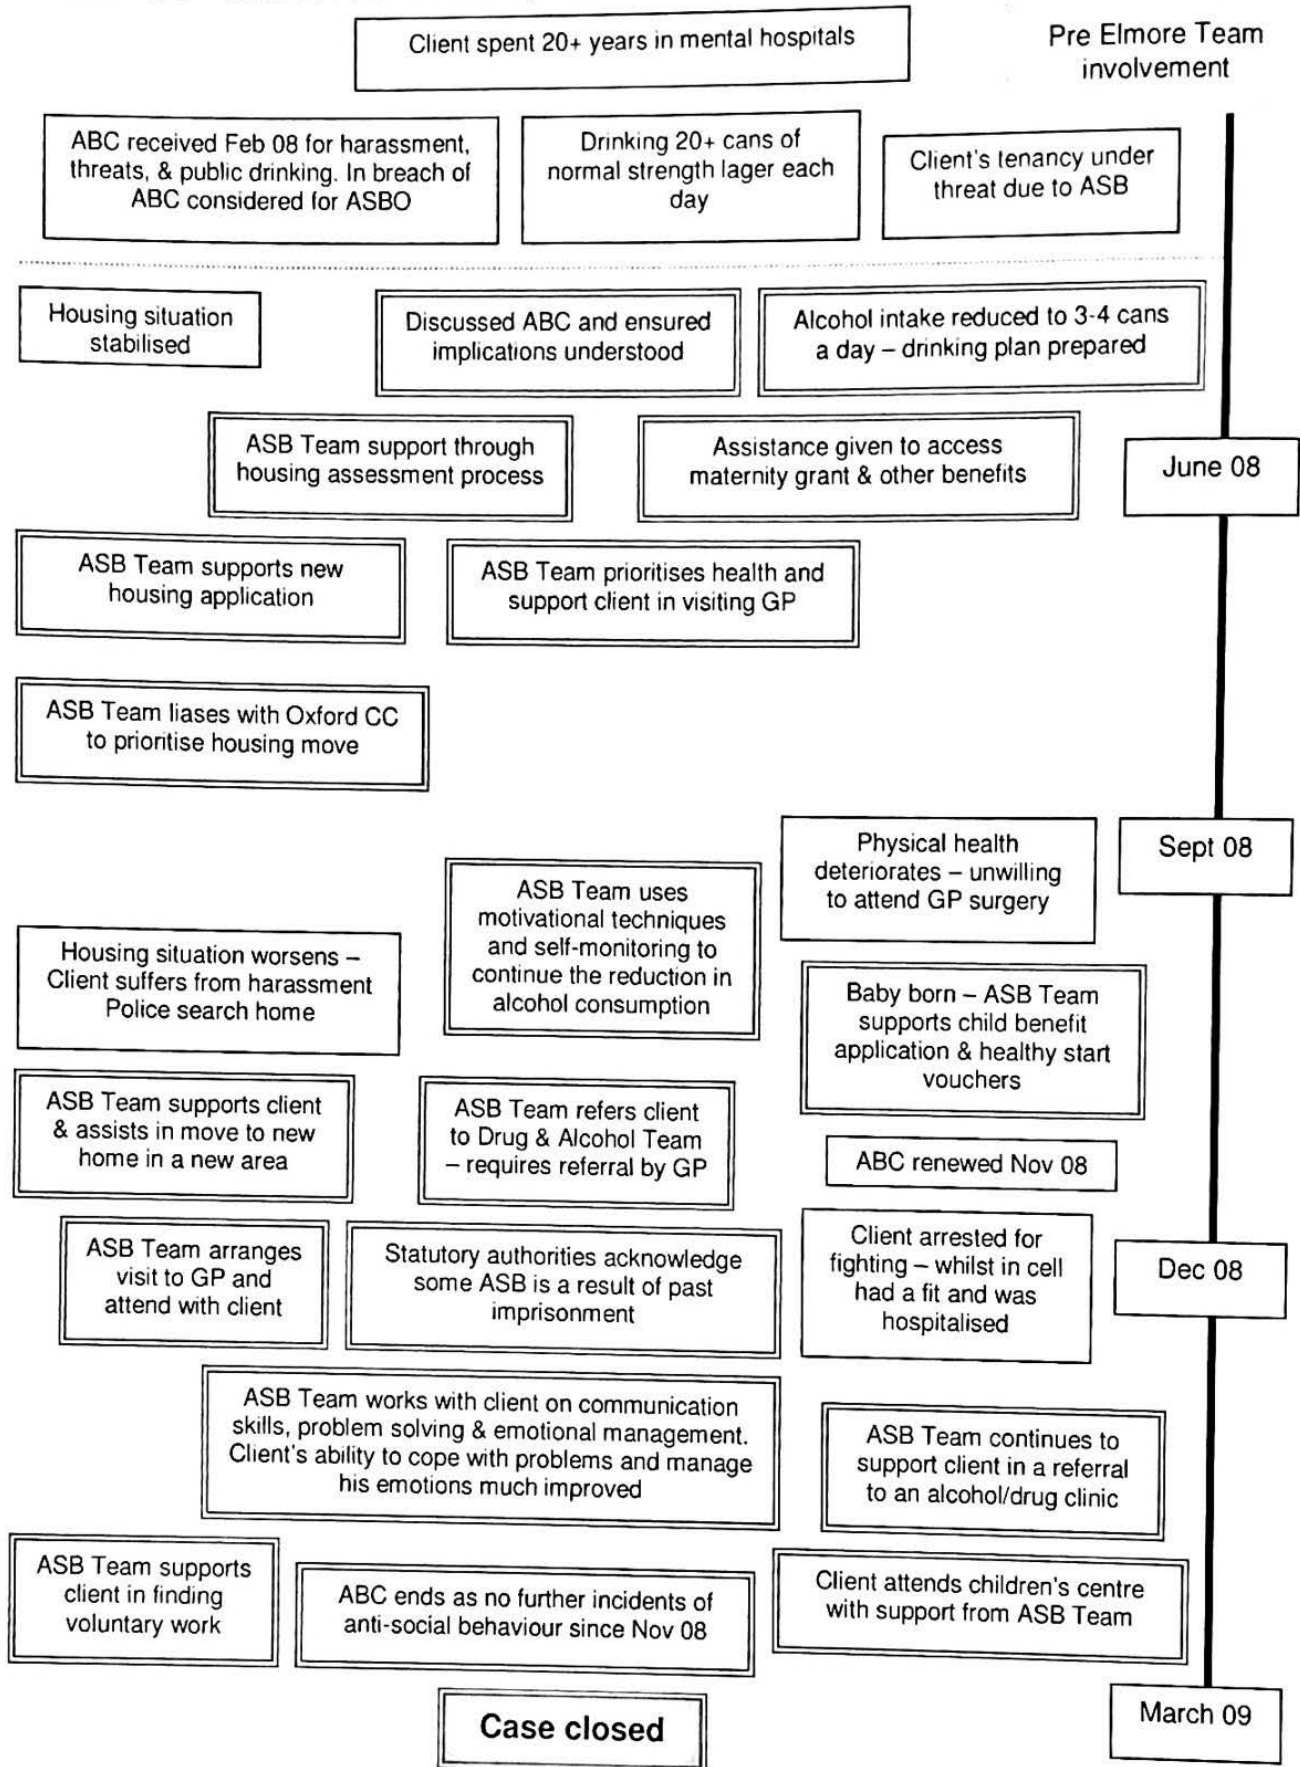 Client spent 20+ years in mental hospitals
Pre Elmore Team
involvement
ABC received Feb 08 for harassment,
threats, & public drinking. In breach of
ABC considered for ASBO
Drinking 20+ cans of
normal strength lager each
day
Client's tenancy under
threat due to ASB
Housing situation
stabilised
Discussed ABC and ensured
implications understood
Alcohol intake reduced to 3-4 cans
a day – drinking plan prepared
ASB Team support through
housing assessment process
Assistance given to access
maternity grant & other benefits
June 08
ASB Team supports new
housing application
ASB Team prioritises health and
support client in visiting GP
ASB Team liases with Oxford CC
to prioritise housing move
Physical health
deteriorates – unwilling
to attend GP surgery
Sept 08
ASB Team uses
motivational techniques
and self-monitoring to
continue the reduction in
alcohol consumption
Housing situation worsens –
Client suffers from harassment
Police search home
Baby born – ASB Team
supports child benefit
application & healthy start
vouchers
ASB Team supports client
& assists in move to new
home in a new area
ASB Team refers client
to Drug & Alcohol Team
– requires referral by GP
ABC renewed Nov 08
ASB Team arranges
visit to GP and
attend with client
Statutory authorities acknowledge
some ASB is a result of past
imprisonment
Client arrested for
fighting – whilst in cell
had a fit and was
hospitalised
Dec 08
ASB Team works with client on communication
skills, problem solving & emotional management.
Client's ability to cope with problems and manage
his emotions much improved
ASB Team continues to
support client in a referral
to an alcohol/drug clinic
ASB Team supports
client in finding
voluntary work
ABC ends as no further incidents of
anti-social behaviour since Nov 08
Client attends children's centre
with support from ASB Team
Case closed
March 09